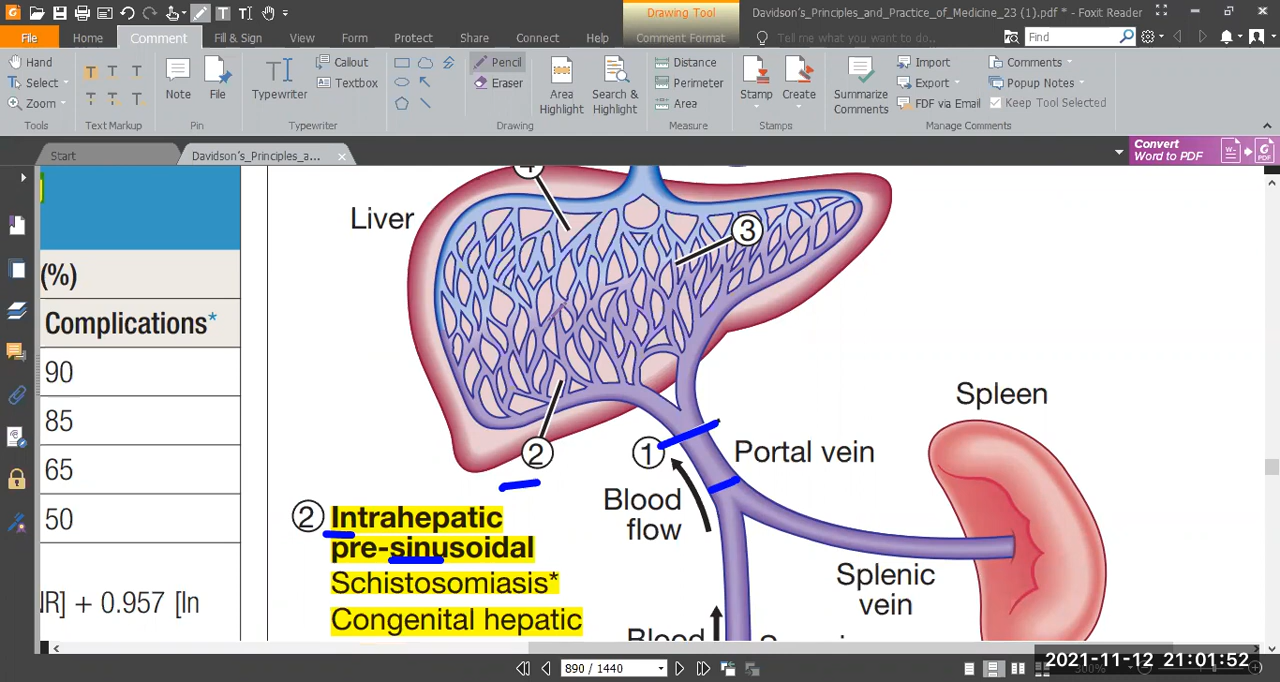 Drawing Tool
Davidson's_Principles_and_Practice_of_Medicine_23 (1).pdf * - Foxit Reader
File
Home
Comment
Fill & Sign
View
Form
Protect
Share
Connect
Help
Comment Format
Tell me what you want to do...
Find
Hand
Select
Zoom
Tools
Text Markup
Note
File
Pin
Typewriter
Callout
Textbox
Typewriter
Pencil
Eraser
Drawing
Area Highlight
Search & Highlight
Distance
Perimeter
Area
Measure
Stamp
Create
Stamps
Summarize Comments
Import
Export
FDF via Email
Comments
Popup Notes
Keep Tool Selected
Manage Comments
Start
Davidson's_Principles_a...
Convert
Word to PDF
(%)
Complications*
90
85
65
50
NR] + 0.957 [ln
Liver
4
3
2
1
Portal vein
Blood
flow
Spleen
Splenic
vein
2 Intrahepatic
pre-sinusoidal
Schistosomiasis*
Congenital hepatic
Blood
890 / 1440
2021-11-12 21:01:52
300%